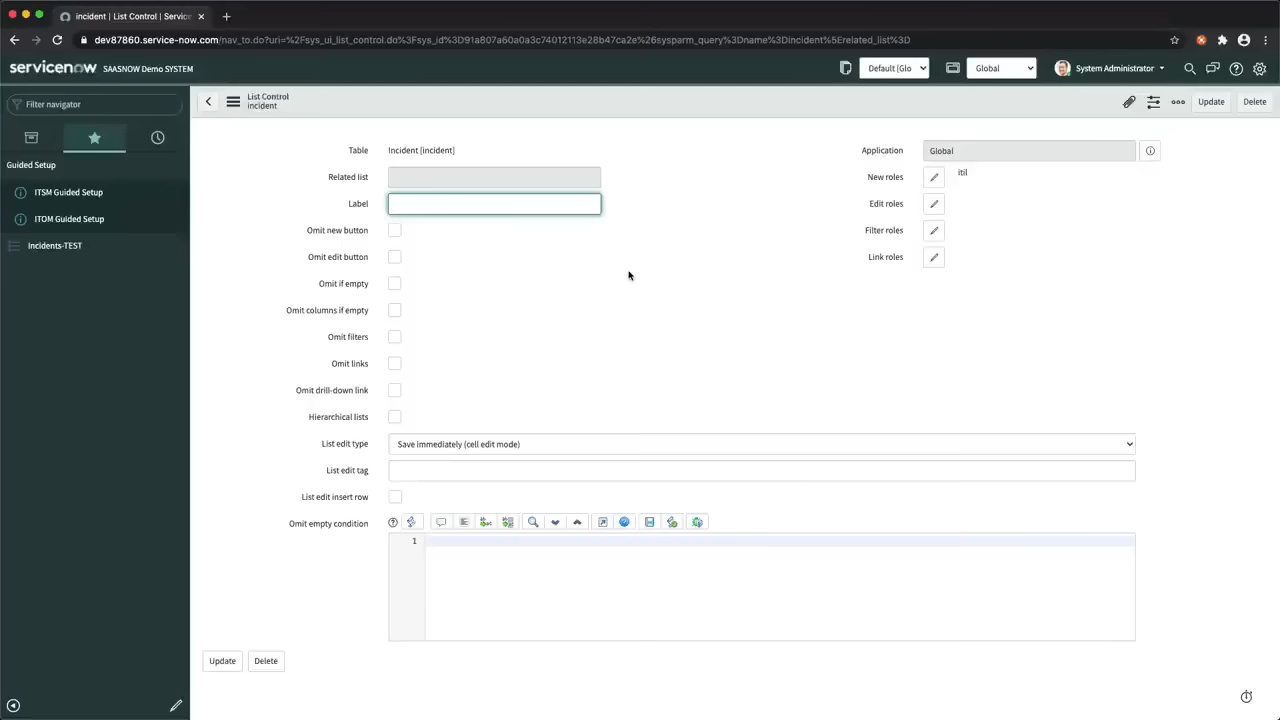 incident | List Control | Servic
dev87860.service-now.com/nav_to.do?uri=%2Fsys_ui_list_control.do%3Fsys_id%3D91a807a60a0a3c74012113e28b47ca2e%26sysparm_query%3Dname%3Dincident%5Erelated_list%3D
servicenow SAASNOW Demo SYSTEM Default [Glo Global System Administrator
Filter navigator
List Control
incident
Update Delete
Guided Setup
ITSM Guided Setup
ITOM Guided Setup
Incidents-TEST
Table Incident [incident] Application Global
Related list New roles itil
Label Edit roles
Omit new button Filter roles
Omit edit button Link roles
Omit if empty
Omit columns if empty
Omit filters
Omit links
Omit drill-down link
Hierarchical lists
List edit type Save immediately (cell edit mode)
List edit tag
List edit insert row
Omit empty condition
1
Update Delete